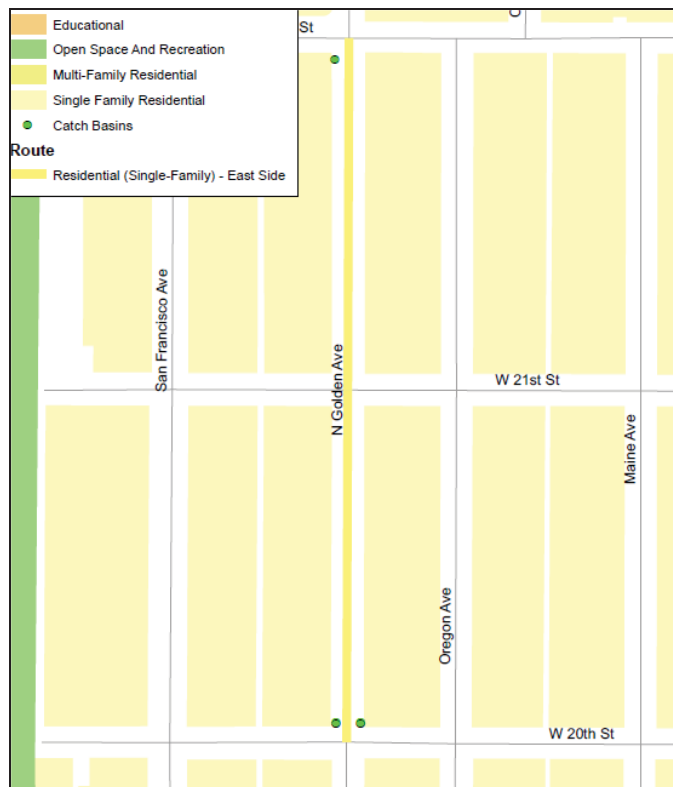 Educational
Open Space And Recreation
Multi-Family Residential
Single Family Residential
Catch Basins
Route
Residential (Single-Family) - East Side
St
San Francisco Ave
N Golden Ave
W 21st St
Maine Ave
Oregon Ave
W 20th St